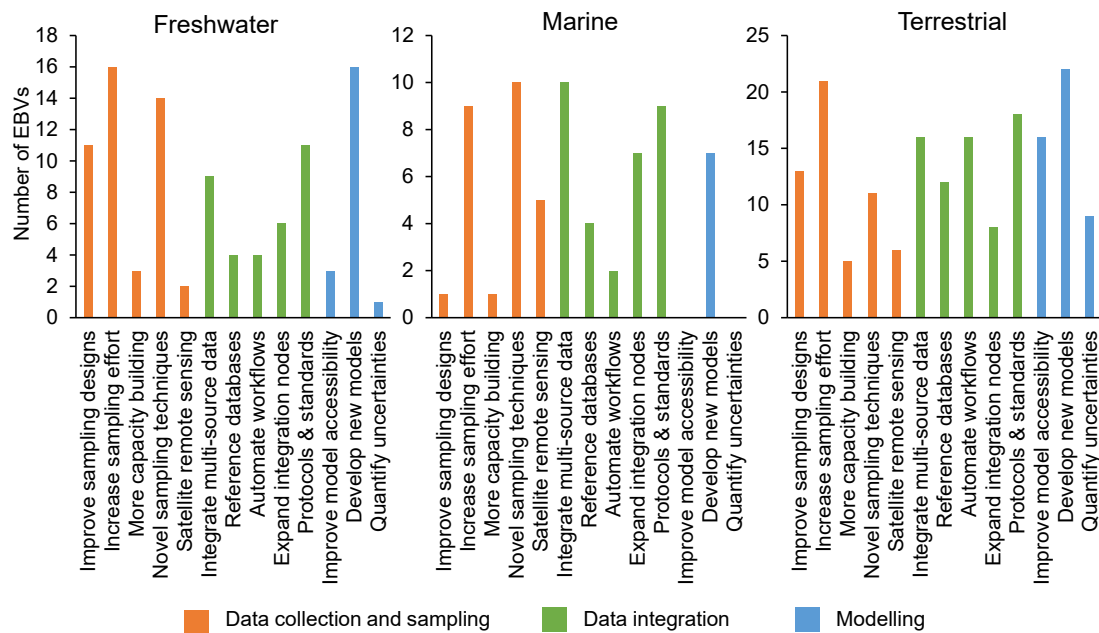 Freshwater
Marine
Terrestrial
Number of EBVs
18
16
14
12
10
8
6
4
2
0
Improve sampling designs
Increase sampling effort
More capacity building
Novel sampling techniques
Satellite remote sensing
Integrate multi-source data
Reference databases
Automate workflows
Expand integration nodes
Protocols & standards
Improve model accessibility
Develop new models
Quantify uncertainties
12
10
8
6
4
2
0
Improve sampling designs
Increase sampling effort
More capacity building
Novel sampling techniques
Satellite remote sensing
Integrate multi-source data
Reference databases
Automate workflows
Expand integration nodes
Protocols & standards
Improve model accessibility
Develop new models
Quantify uncertainties
25
20
15
10
5
0
Improve sampling designs
Increase sampling effort
More capacity building
Novel sampling techniques
Satellite remote sensing
Integrate multi-source data
Reference databases
Automate workflows
Expand integration nodes
Protocols & standards
Improve model accessibility
Develop new models
Quantify uncertainties
Data collection and sampling
Data integration
Modelling